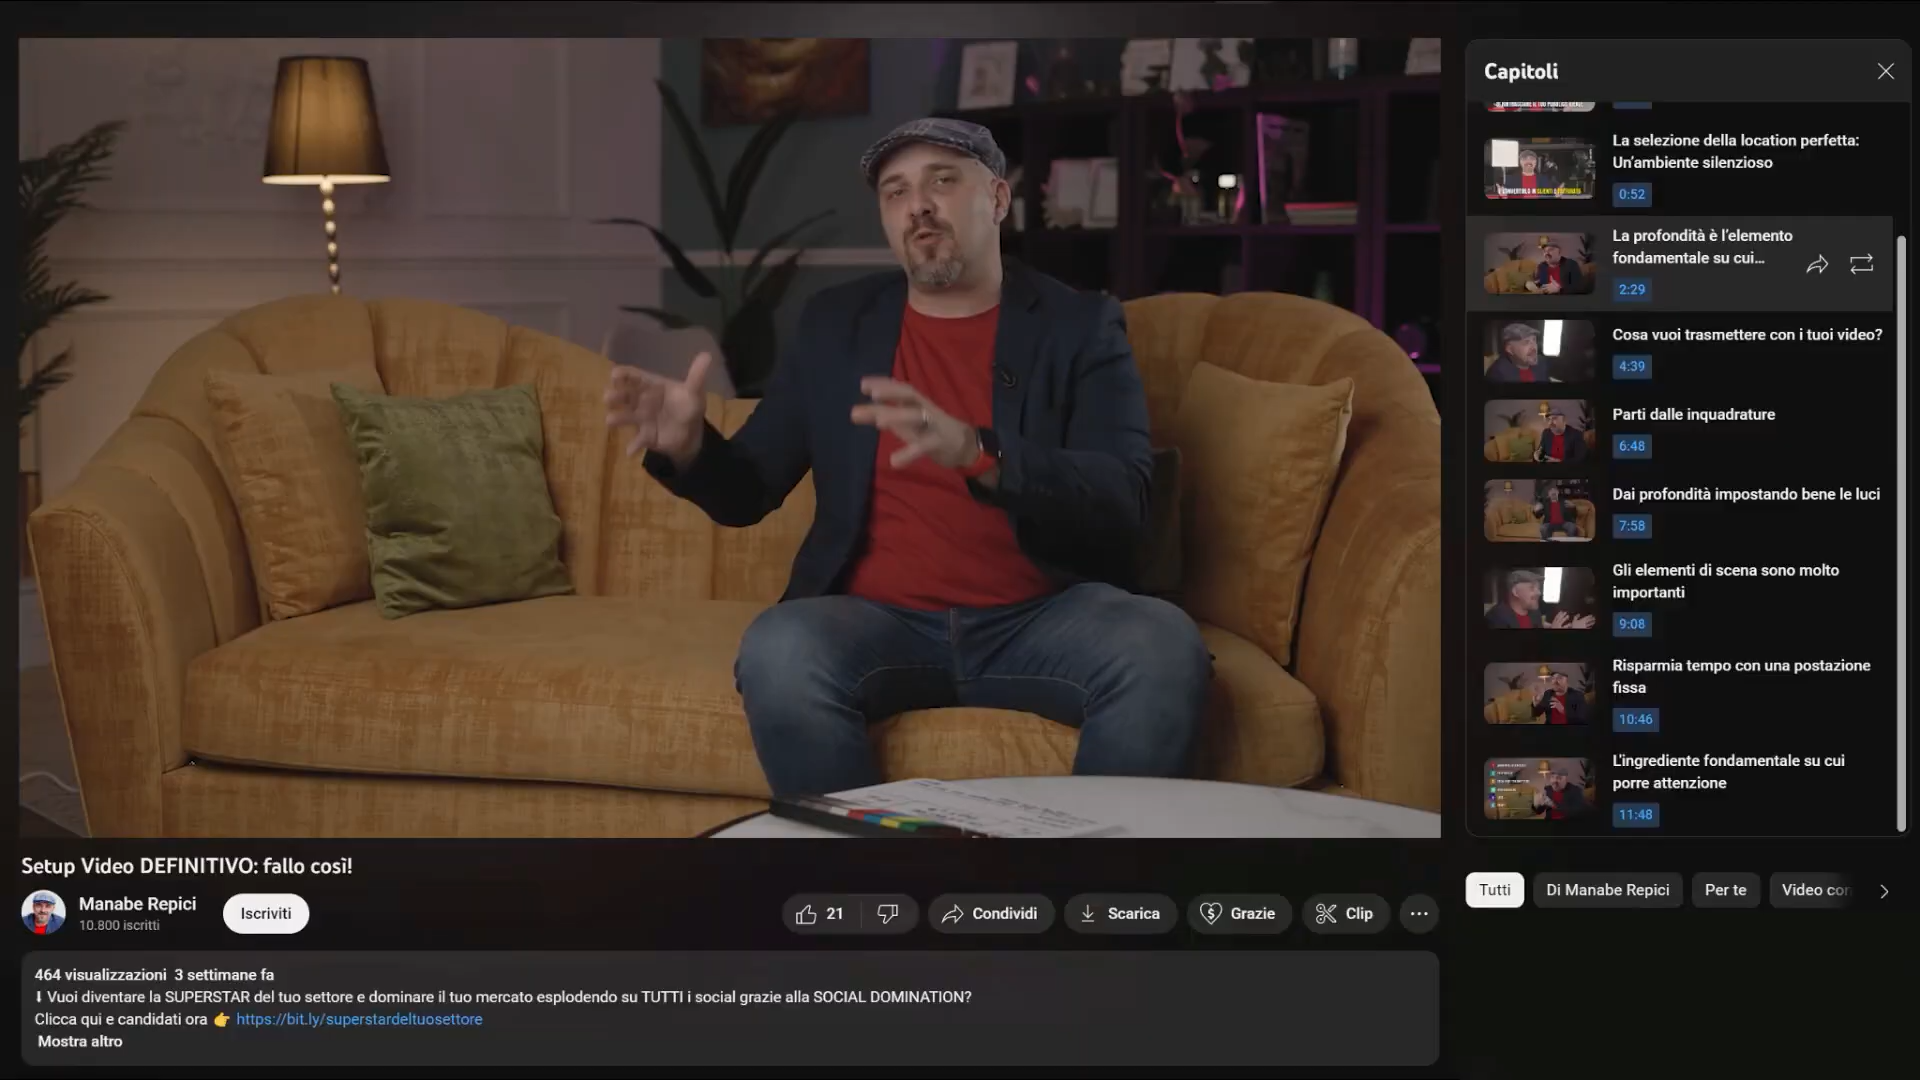 Capitoli
La selezione della location perfetta:
Un'ambiente silenzioso
0:52
La profondità è l'elemento
fondamentale su cui...
2:29
Cosa vuoi trasmettere con i tuoi video?
4:39
Parti dalle inquadrature
6:48
Dai profondità impostando bene le luci
7:58
Gli elementi di scena sono molto
importanti
9:08
Risparmia tempo con una postazione
fissa
10:46
L'ingrediente fondamentale su cui
porre attenzione
11:48
Setup Video DEFINITIVO: fallo così!
Manabe Repici
10.800 iscritti
Iscriviti
21
Condividi
Scarica
Grazie
Clip
Tutti
Di Manabe Repici
Per te
Video con
464 visualizzazioni 3 settimane fa
⬇ Vuoi diventare la SUPERSTAR del tuo settore e dominare il tuo mercato esplodendo su TUTTI i social grazie alla SOCIAL DOMINATION?
Clicca qui e candidati ora 👉 https://bit.ly/superstardeltuosettore
Mostra altro